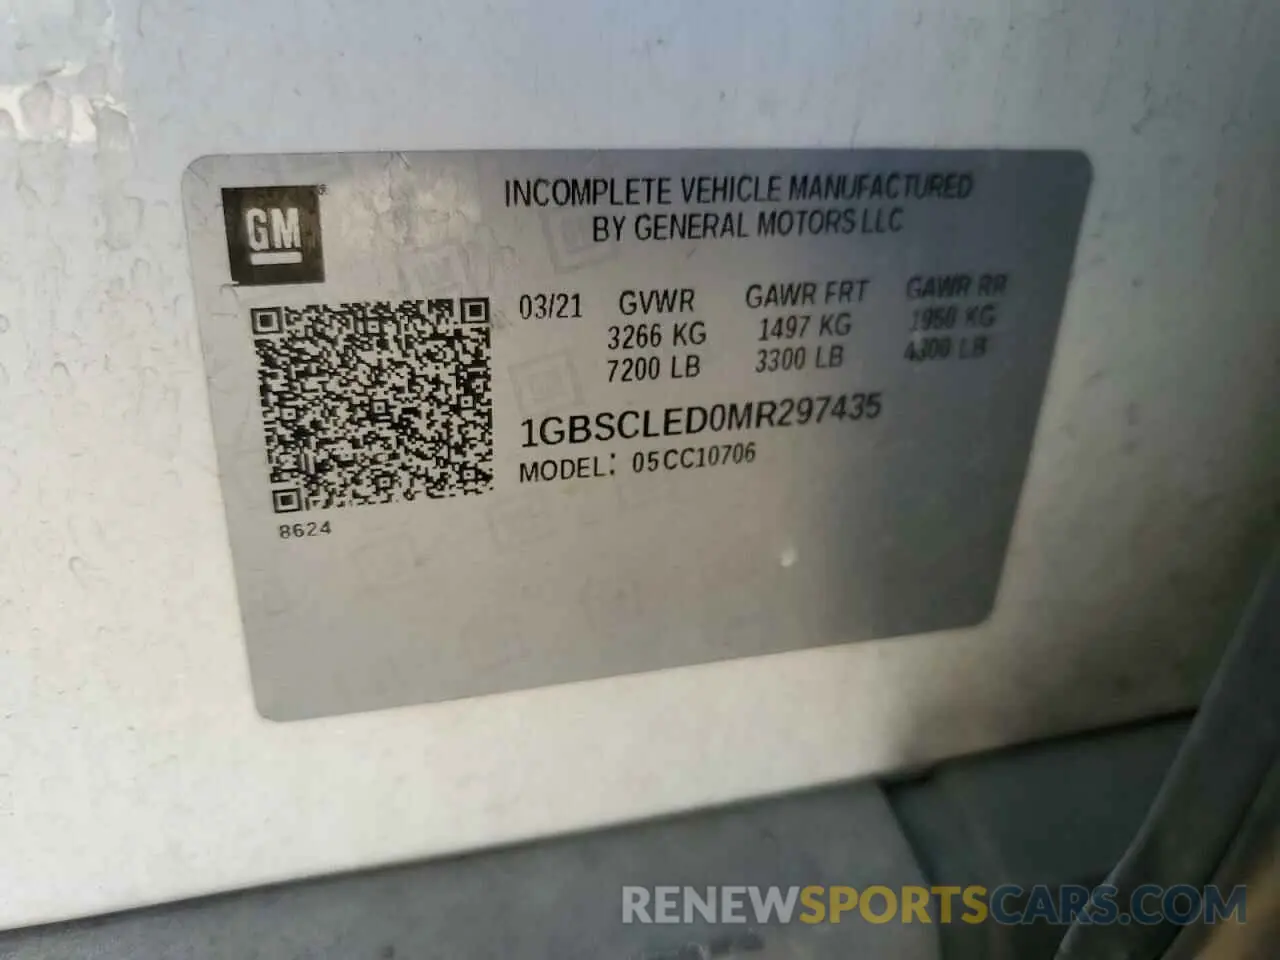 GM
INCOMPLETE VEHICLE MANUFACTURED
BY GENERAL MOTORS LLC
03/21 GVWR GAWR FRT GAWR RR
3266 KG 1497 KG 1950 KG
7200 LB 3300 LB 4300 LB
1GBSCLED0MR297435
MODEL: 05CC10706
8624
RENEWSPORTSCARS.COM